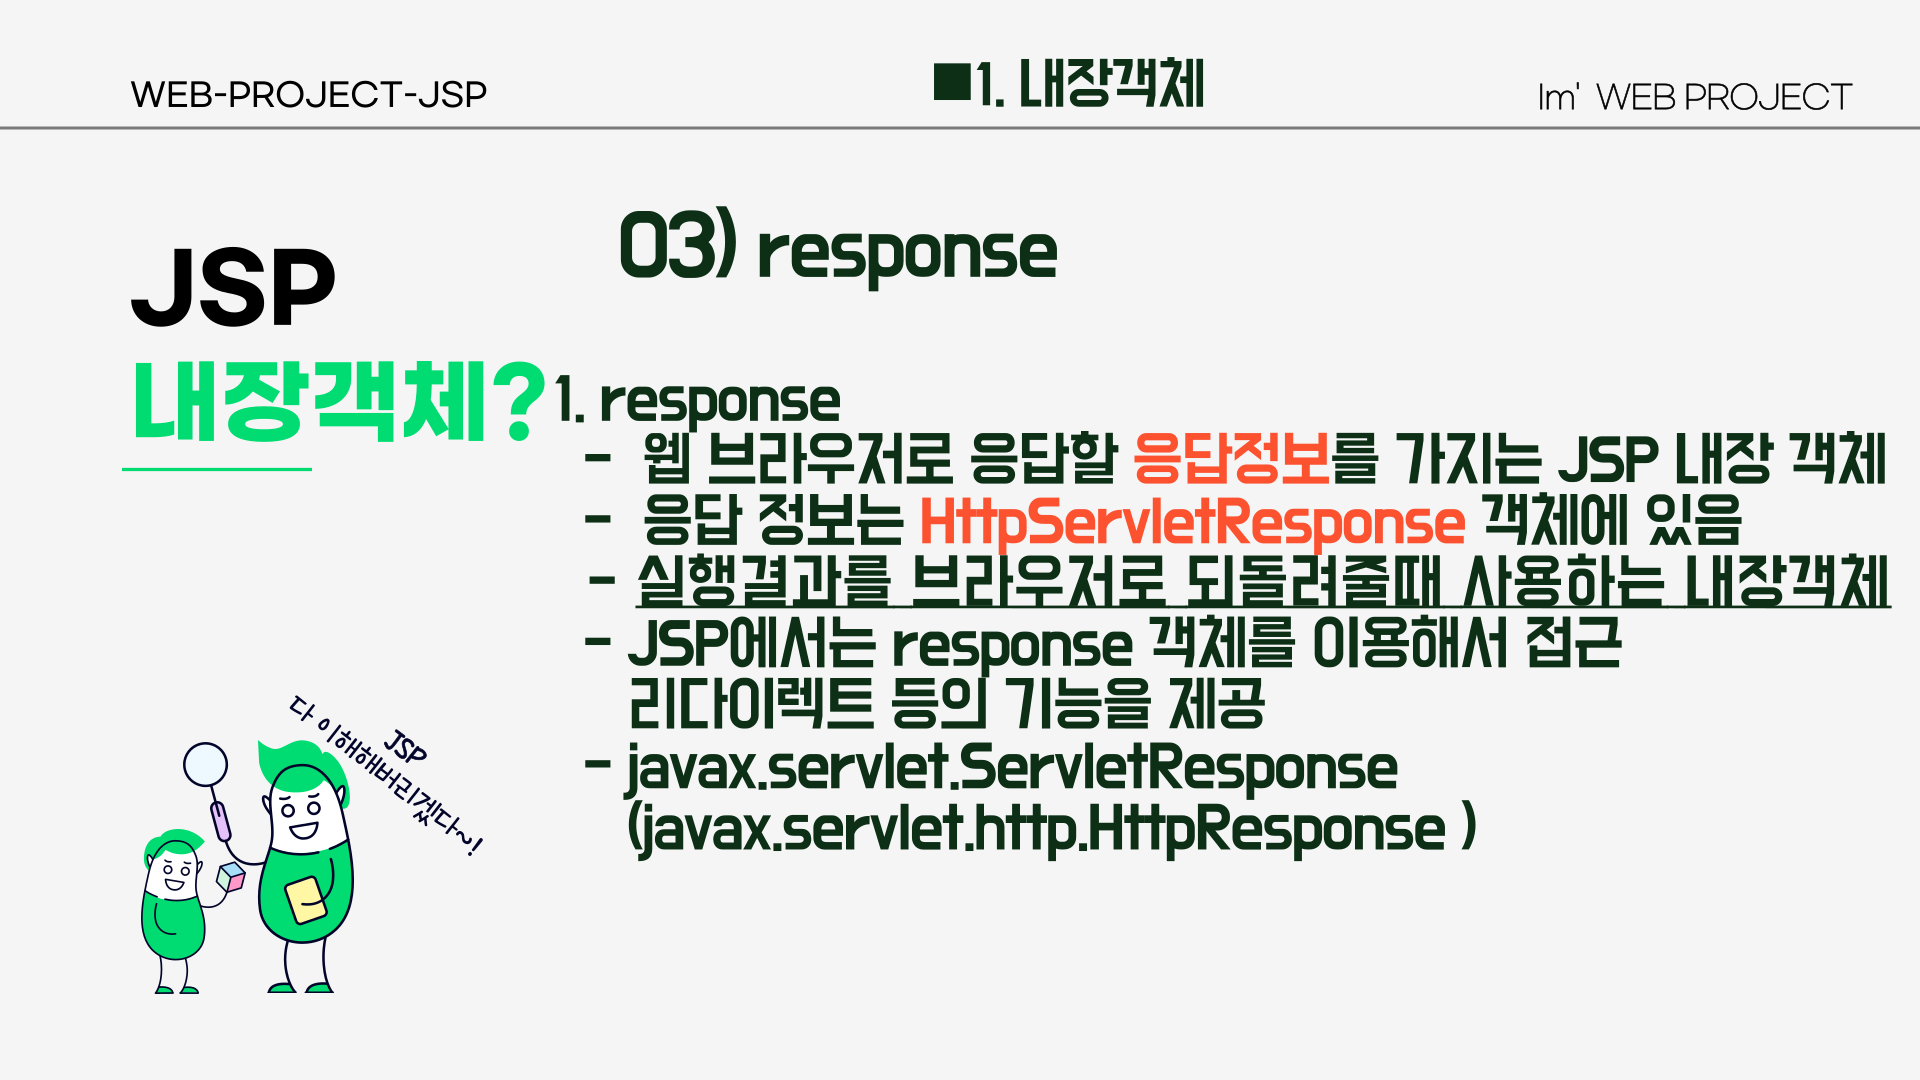 WEB-PROJECT-JSP
■1. 내장객체
Im' WEB PROJECT
JSP
내장객체?
03) response
1. response
- 웹 브라우저로 응답할 응답정보를 가지는 JSP 내장 객체
- 응답 정보는 HttpServletResponse 객체에 있음
- 실행결과를 브라우저로 되돌려줄때 사용하는 내장객체
- JSP에서는 response 객체를 이용해서 접근
리다이렉트 등의 기능을 제공
- javax.servlet.ServletResponse
(javax.servlet.http.HttpResponse )
JSP
다 이해해버리겠다~!